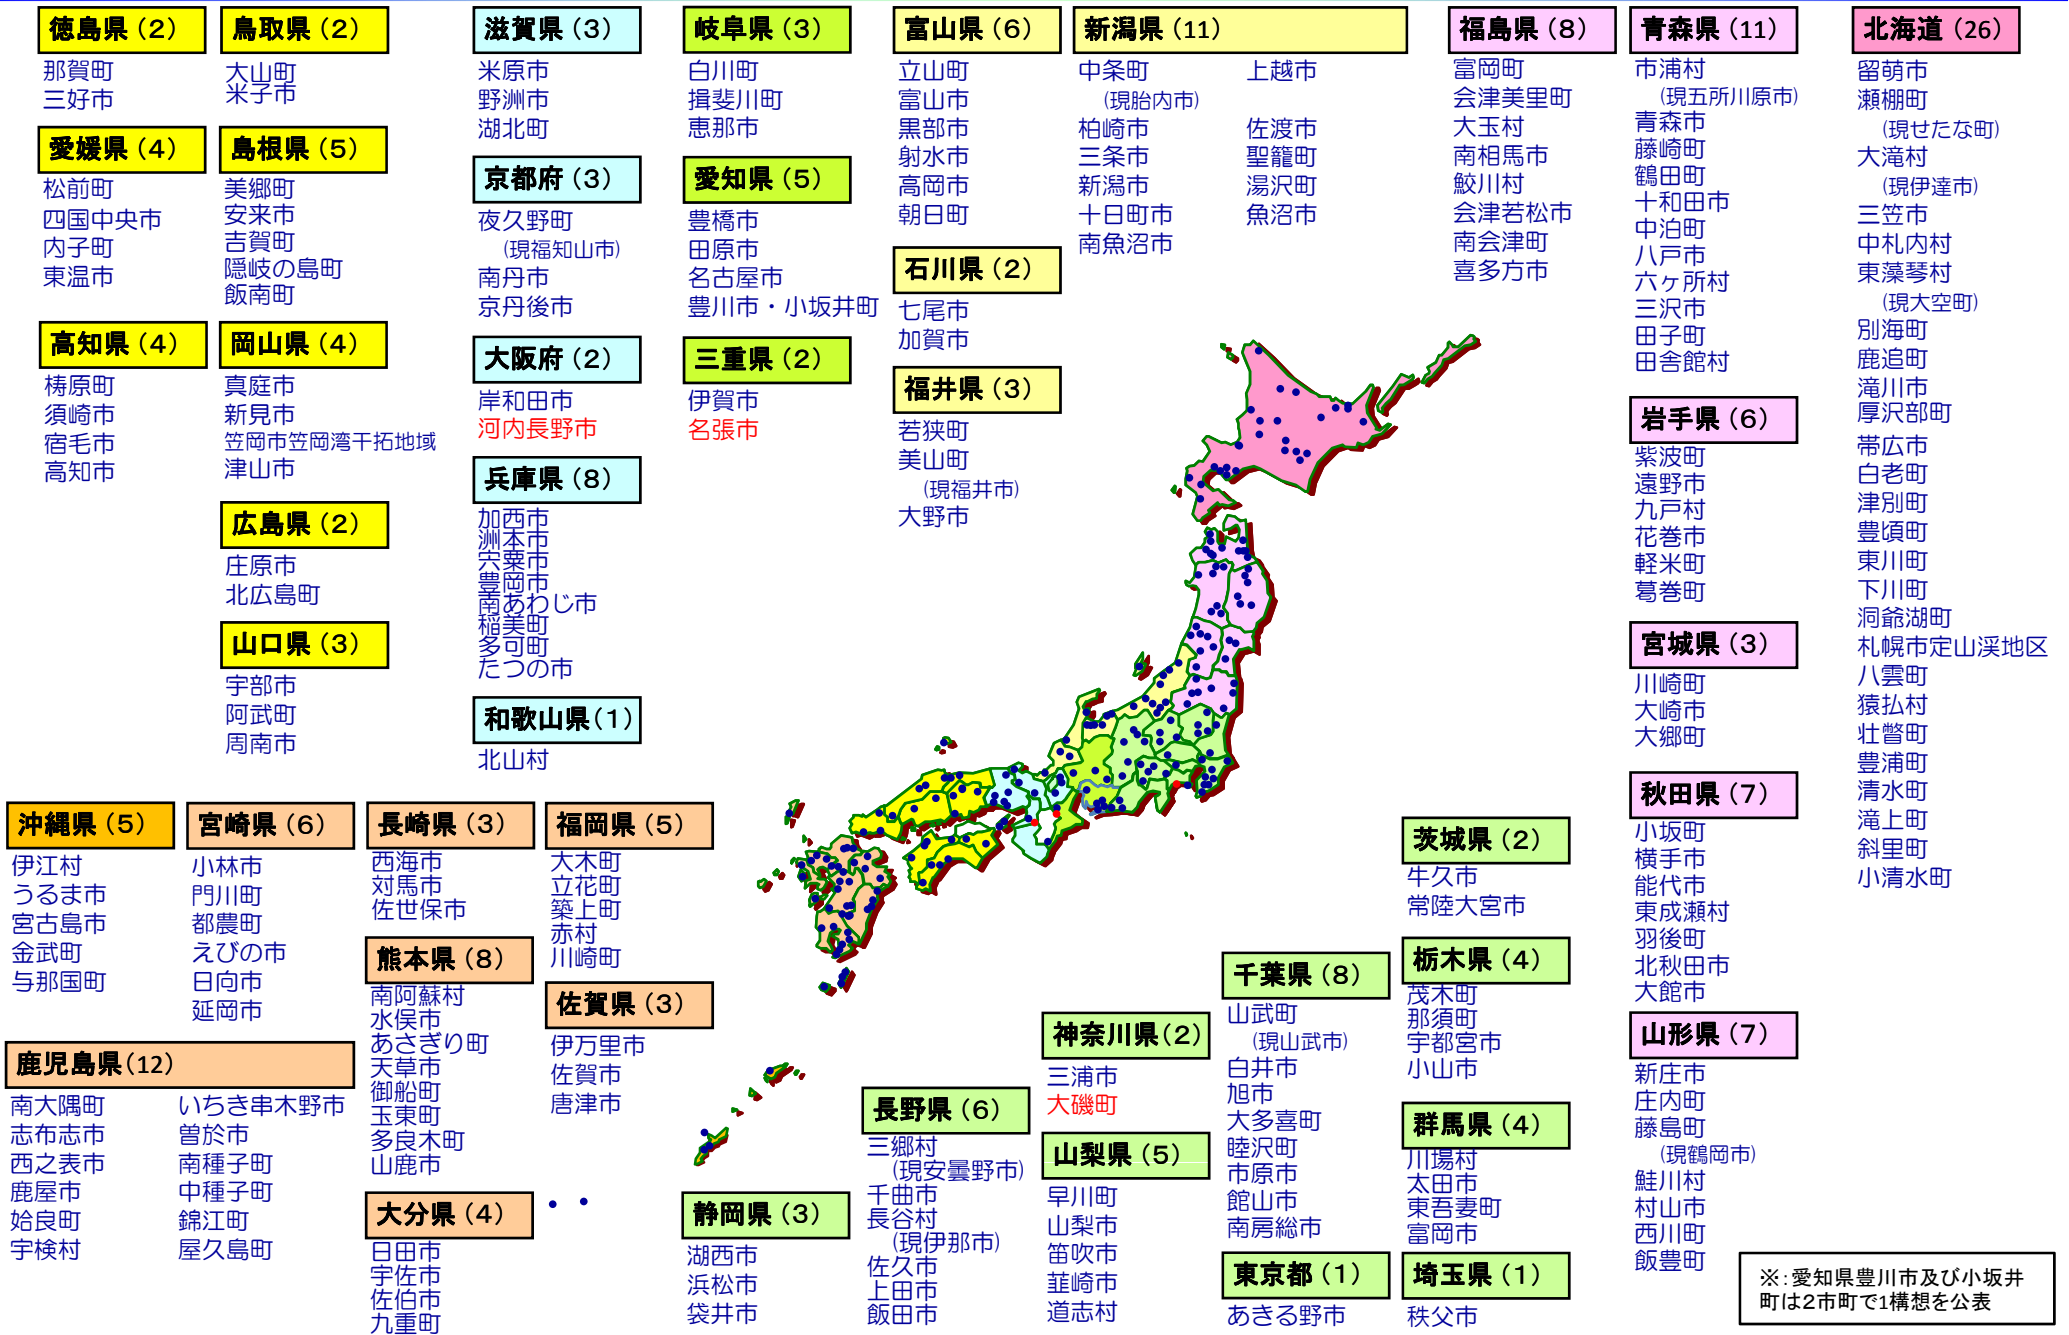 徳島県（2）
那賀町
三好市
愛媛県（4）
松前町
四国中央市
内子町
東温市
高知県（4）
梼原町
須崎市
宿毛市
高知市
鳥取県（2）
大山町
米子市
島根県（5）
美郷町
安来市
吉賀町
隠岐の島町
飯南町
岡山県（4）
真庭市
新見市
笠岡市笠岡湾干拓地域
津山市
広島県（2）
庄原市
北広島町
山口県（3）
宇部市
阿武町
周南市
滋賀県（3）
米原市
野洲市
湖北町
京都府（3）
夜久野町
（現福知山市）
南丹市
京丹後市
大阪府（2）
岸和田市
河内長野市
兵庫県（8）
加西市
洲本市
宍粟市
豊岡市
南あわじ市
稲美町
多可町
たつの市
和歌山県（1）
北山村
岐阜県（3）
白川町
揖斐川町
恵那市
愛知県（5）
豊橋市
田原市
名古屋市
豊川市・小坂井町
三重県（2）
伊賀市
名張市
富山県（6）
立山町
富山市
黒部市
射水市
高岡市
朝日町
石川県（2）
七尾市
加賀市
福井県（3）
若狭町
美山町
（現福井市）
大野市
新潟県（11）
中条町
（現胎内市）
柏崎市
三条市
新潟市
十日町市
南魚沼市
上越市
佐渡市
聖籠町
湯沢町
魚沼市
福島県（8）
富岡町
会津美里町
大玉村
南相馬市
鮫川村
会津若松市
南会津町
喜多方市
青森県（11）
市浦村
（現五所川原市）
青森市
藤崎町
鶴田町
十和田市
中泊町
八戸市
六ヶ所村
三沢市
田子町
田舎館村
岩手県（6）
紫波町
遠野市
九戸村
花巻市
軽米町
葛巻町
宮城県（3）
川崎町
大崎市
大郷町
秋田県（7）
小坂町
横手市
能代市
東成瀬村
羽後町
北秋田市
大館市
山形県（7）
新庄市
庄内町
藤島町
（現鶴岡市）
鮭川村
村山市
西川町
飯豊町
北海道（26）
留萌市
瀬棚町
（現せたな町）
大滝村
（現伊達市）
三笠市
中札内村
東藻琴村
（現大空町）
別海町
鹿追町
滝川市
厚沢部町
帯広市
白老町
津別町
豊頃町
東川町
下川町
洞爺湖町
札幌市定山渓地区
八雲町
猿払村
壮瞥町
豊浦町
清水町
滝上町
斜里町
小清水町
沖縄県（5）
伊江村
うるま市
宮古島市
金武町
与那国町
宮崎県（6）
小林市
門川町
都農町
えびの市
日向市
延岡市
鹿児島県（12）
南大隅町
志布志市
西之表市
鹿屋市
姶良町
宇検村
いちき串木野市
曽於市
南種子町
中種子町
錦江町
屋久島町
長崎県（3）
西海市
対馬市
佐世保市
熊本県（8）
南阿蘇村
水俣市
あさぎり町
天草市
御船町
玉東町
多良木町
山鹿市
大分県（4）
日田市
宇佐市
佐伯市
九重町
福岡県（5）
大木町
立花町
築上町
赤村
川崎町
佐賀県（3）
伊万里市
佐賀市
唐津市
静岡県（3）
湖西市
浜松市
袋井市
長野県（6）
三郷村
（現安曇野市）
千曲市
長谷村
（現伊那市）
佐久市
上田市
飯田市
神奈川県（2）
三浦市
大磯町
山梨県（5）
早川町
山梨市
笛吹市
韮崎市
道志村
千葉県（8）
山武町
（現山武市）
白井市
旭市
大多喜町
睦沢町
市原市
館山市
南房総市
東京都（1）
あきる野市
茨城県（2）
牛久市
常陸大宮市
栃木県（4）
茂木町
那須町
宇都宮市
小山市
群馬県（4）
川場村
太田市
東吾妻町
富岡市
埼玉県（1）
秩父市
※：愛知県豊川市及び小坂井
町は２市町で1構想を公表